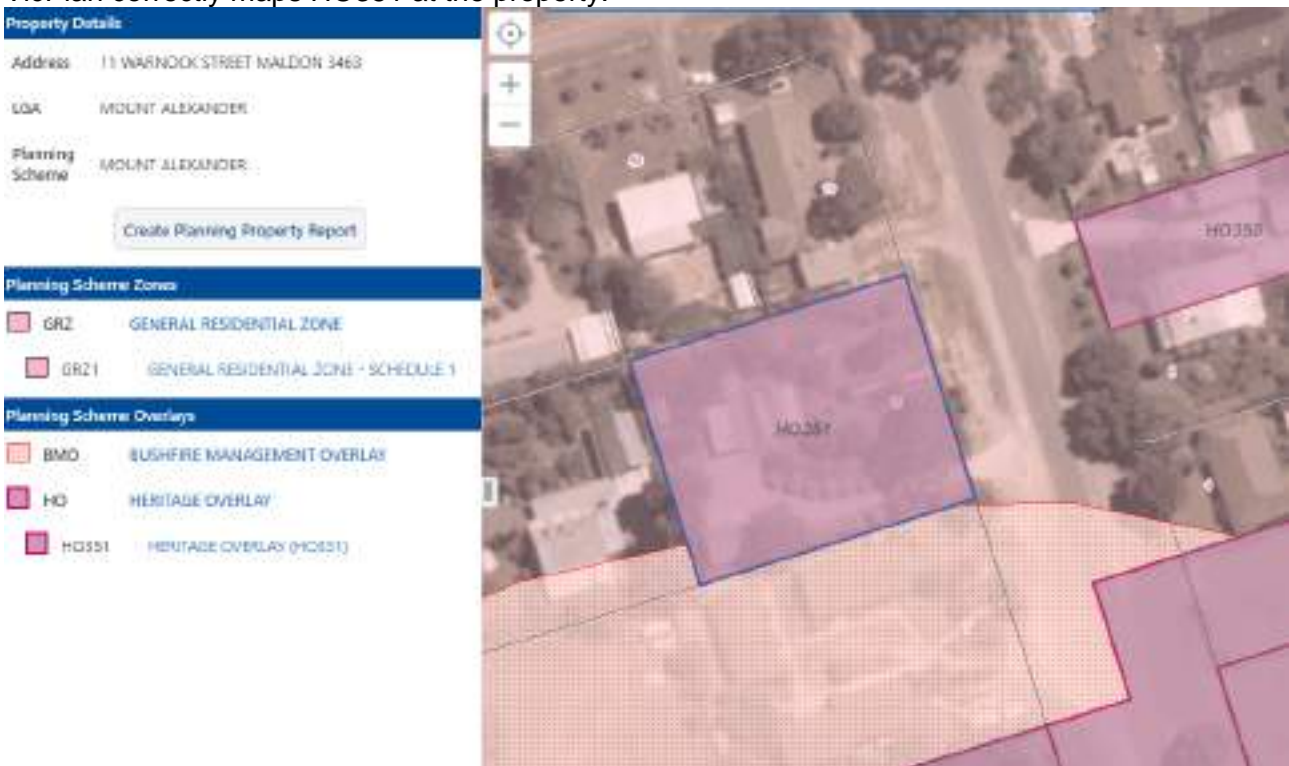 VicPlan correctly maps HO351 at the property.
Property Details
Address 11 WARNOCK STREET MALDON 3463
LGA MOUNT ALEXANDER
Planning Scheme MOUNT ALEXANDER
Create Planning Property Report
Planning Scheme Zones
GRZ GENERAL RESIDENTIAL ZONE
GRZ1 GENERAL RESIDENTIAL ZONE - SCHEDULE 1
Planning Scheme Overlays
BMO BUSHFIRE MANAGEMENT OVERLAY
HO HERITAGE OVERLAY
HO351 HERITAGE OVERLAY (HO351)
HO350
HO351